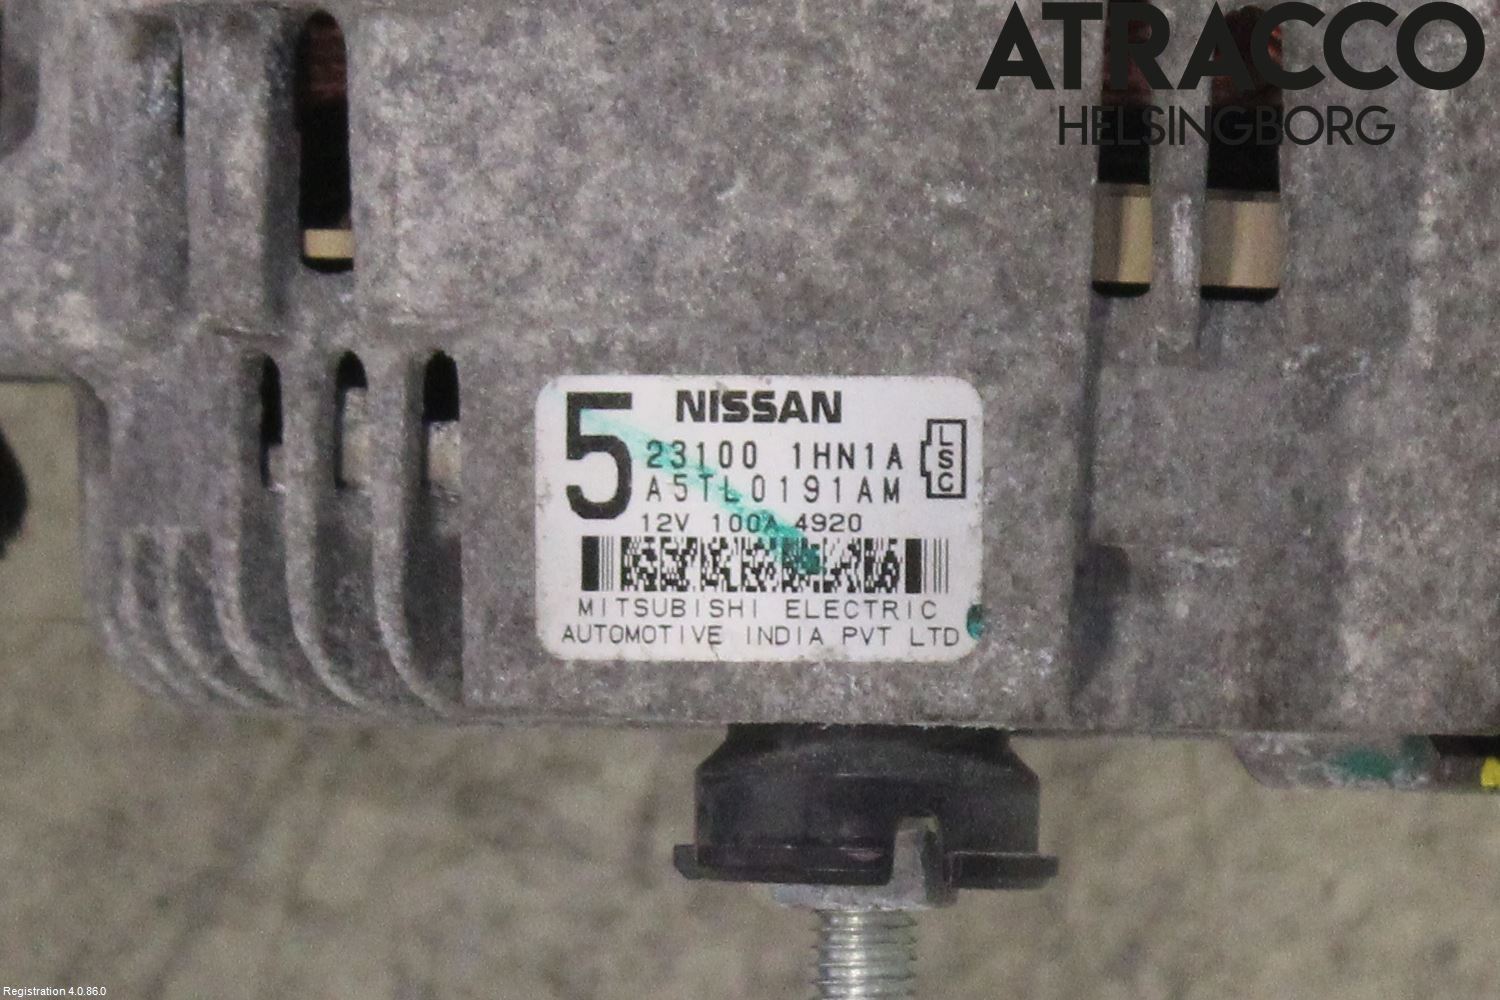 ATRACCO
HELSINGBORG
5 NISSAN
23100 1HN1A
A5TL0191AM
LSC
12V 100A 4920
MITSUBISHI ELECTRIC
AUTOMOTIVE INDIA PVT LTD
Registration 4.0.86.0